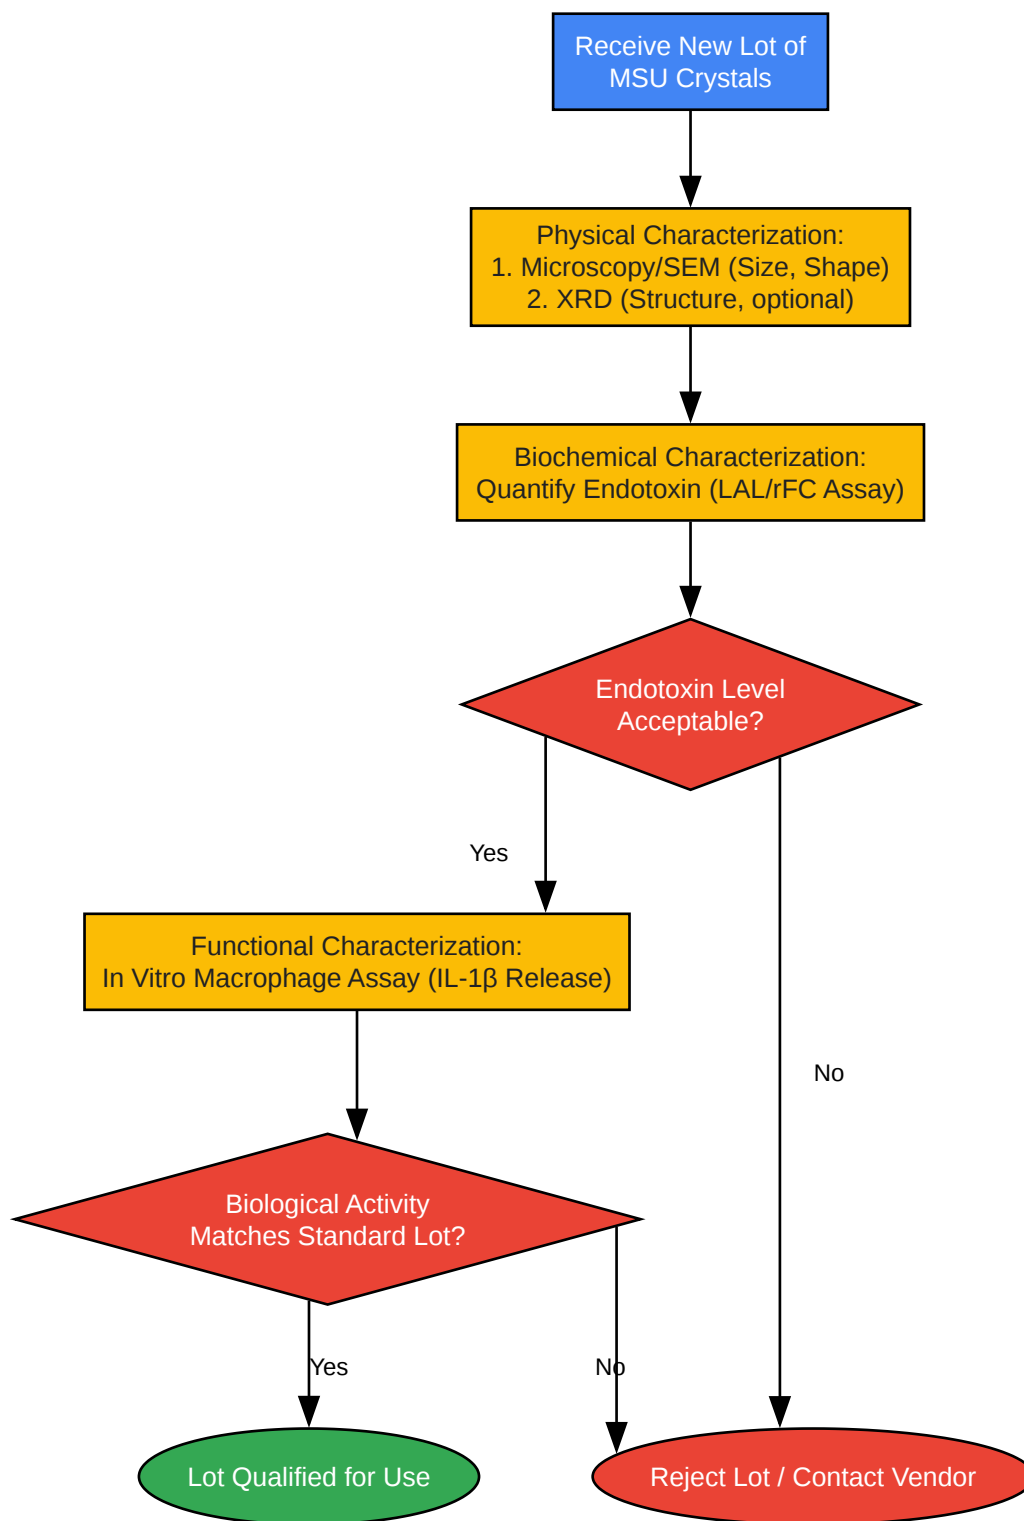 Receive New Lot of
MSU Crystals
Physical Characterization:
1. Microscopy/SEM (Size, Shape)
2. XRD (Structure, optional)
Biochemical Characterization:
Quantify Endotoxin (LAL/rFC Assay)
Endotoxin Level
Acceptable?
Yes
No
Functional Characterization:
In Vitro Macrophage Assay (IL-1β Release)
Biological Activity
Matches Standard Lot?
Yes
No
Lot Qualified for Use
Reject Lot / Contact Vendor